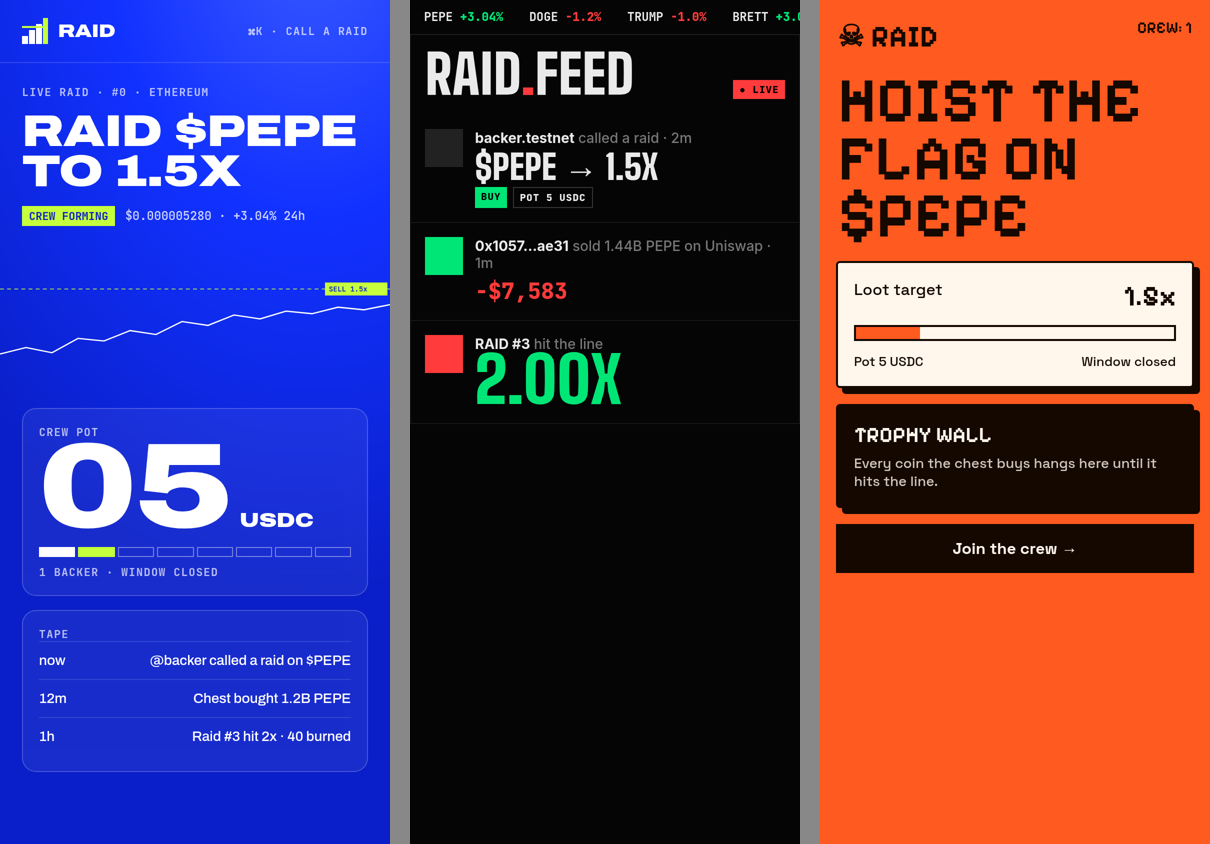 RAID
⌘K · CALL A RAID
LIVE RAID · #0 · ETHEREUM
RAID $PEPE
TO 1.5X
CREW FORMING
$0.000005280 · +3.04% 24h
SELL 1.5x
CREW POT
05 USDC
1 BACKER · WINDOW CLOSED
TAPE
now @backer called a raid on $PEPE
12m Chest bought 1.2B PEPE
1h Raid #3 hit 2x · 40 burned
PEPE +3.04% DOGE -1.2% TRUMP -1.0% BRETT +3.0
RAID.FEED
● LIVE
backer.testnet called a raid · 2m
$PEPE → 1.5X
BUY POT 5 USDC
0x1057…ae31 sold 1.44B PEPE on Uniswap ·
1m
-$7,583
RAID #3 hit the line
2.00X
☠ RAID
CREW: 1
HOIST THE
FLAG ON
$PEPE
Loot target
Pot 5 USDC Window closed
TROPHY WALL
Every coin the chest buys hangs here until it
hits the line.
Join the crew →